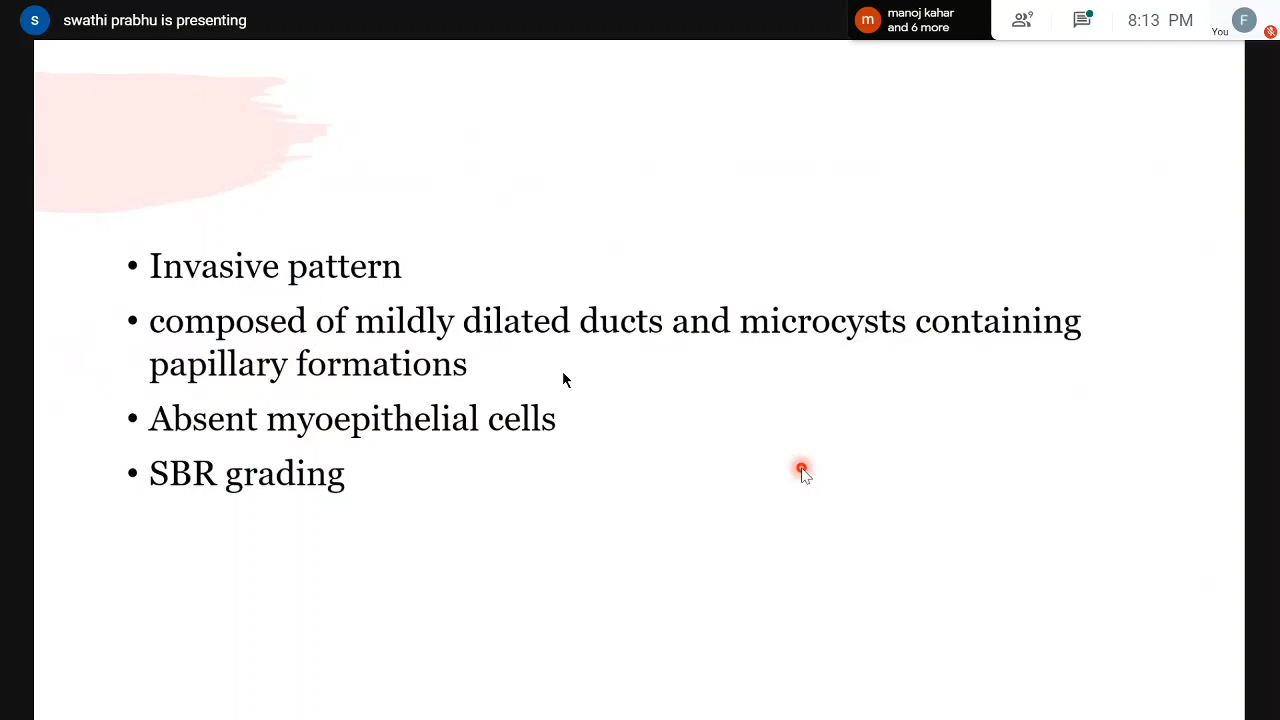 s swathi prabhu is presenting
m manoj kahar
and 6 more
9
8:13 PM
You
F
• Invasive pattern
• composed of mildly dilated ducts and microcysts containing
papillary formations
• Absent myoepithelial cells
• SBR grading